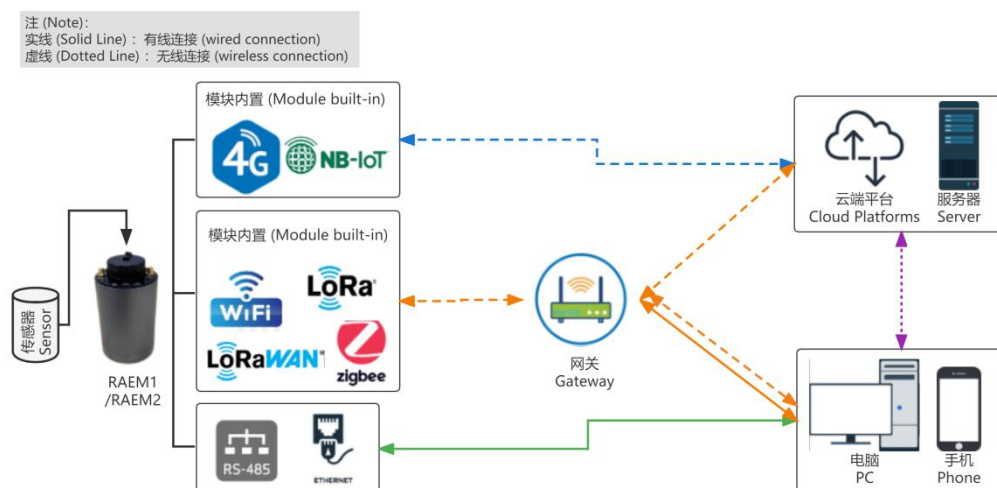 注 (Note):
实线 (Solid Line) : 有线连接 (wired connection)
虚线 (Dotted Line) : 无线连接 (wireless connection)
模块内置 (Module built-in)
4G
NB-IoT
云端平台
Cloud Platforms
服务器
Server
模块内置 (Module built-in)
WiFi
LoRa
LoRaWAN
zigbee
传感器
Sensor
RAEM1
/RAEM2
网关
Gateway
RS-485
ETHERNET
电脑
PC
手机
Phone